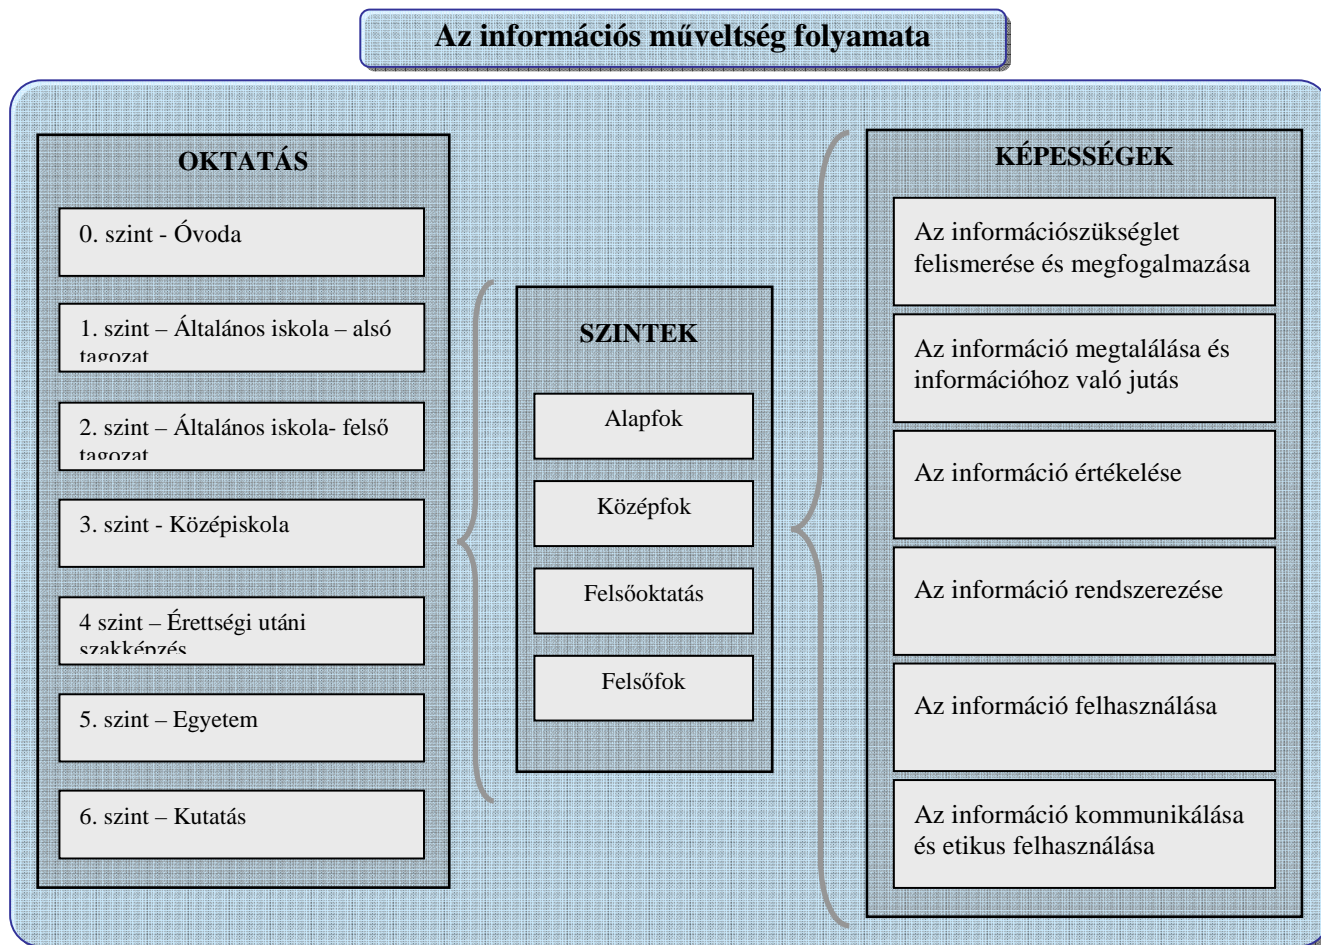 Az információs műveltség folyamata
OKTATÁS
0. szint - Óvoda
1. szint – Általános iskola – alsó
tagozat
2. szint – Általános iskola- felső
tagozat
3. szint - Középiskola
4 szint – Érettségi utáni
szakképzés
5. szint – Egyetem
6. szint – Kutatás
SZINTEK
Alapfok
Középfok
Felsőoktatás
Felsőfok
KÉPESSÉGEK
Az információszükséglet
felismerése és megfogalmazása
Az információ megtalálása és
információhoz való jutás
Az információ értékelése
Az információ rendszerezése
Az információ felhasználása
Az információ kommunikálása
és etikus felhasználása